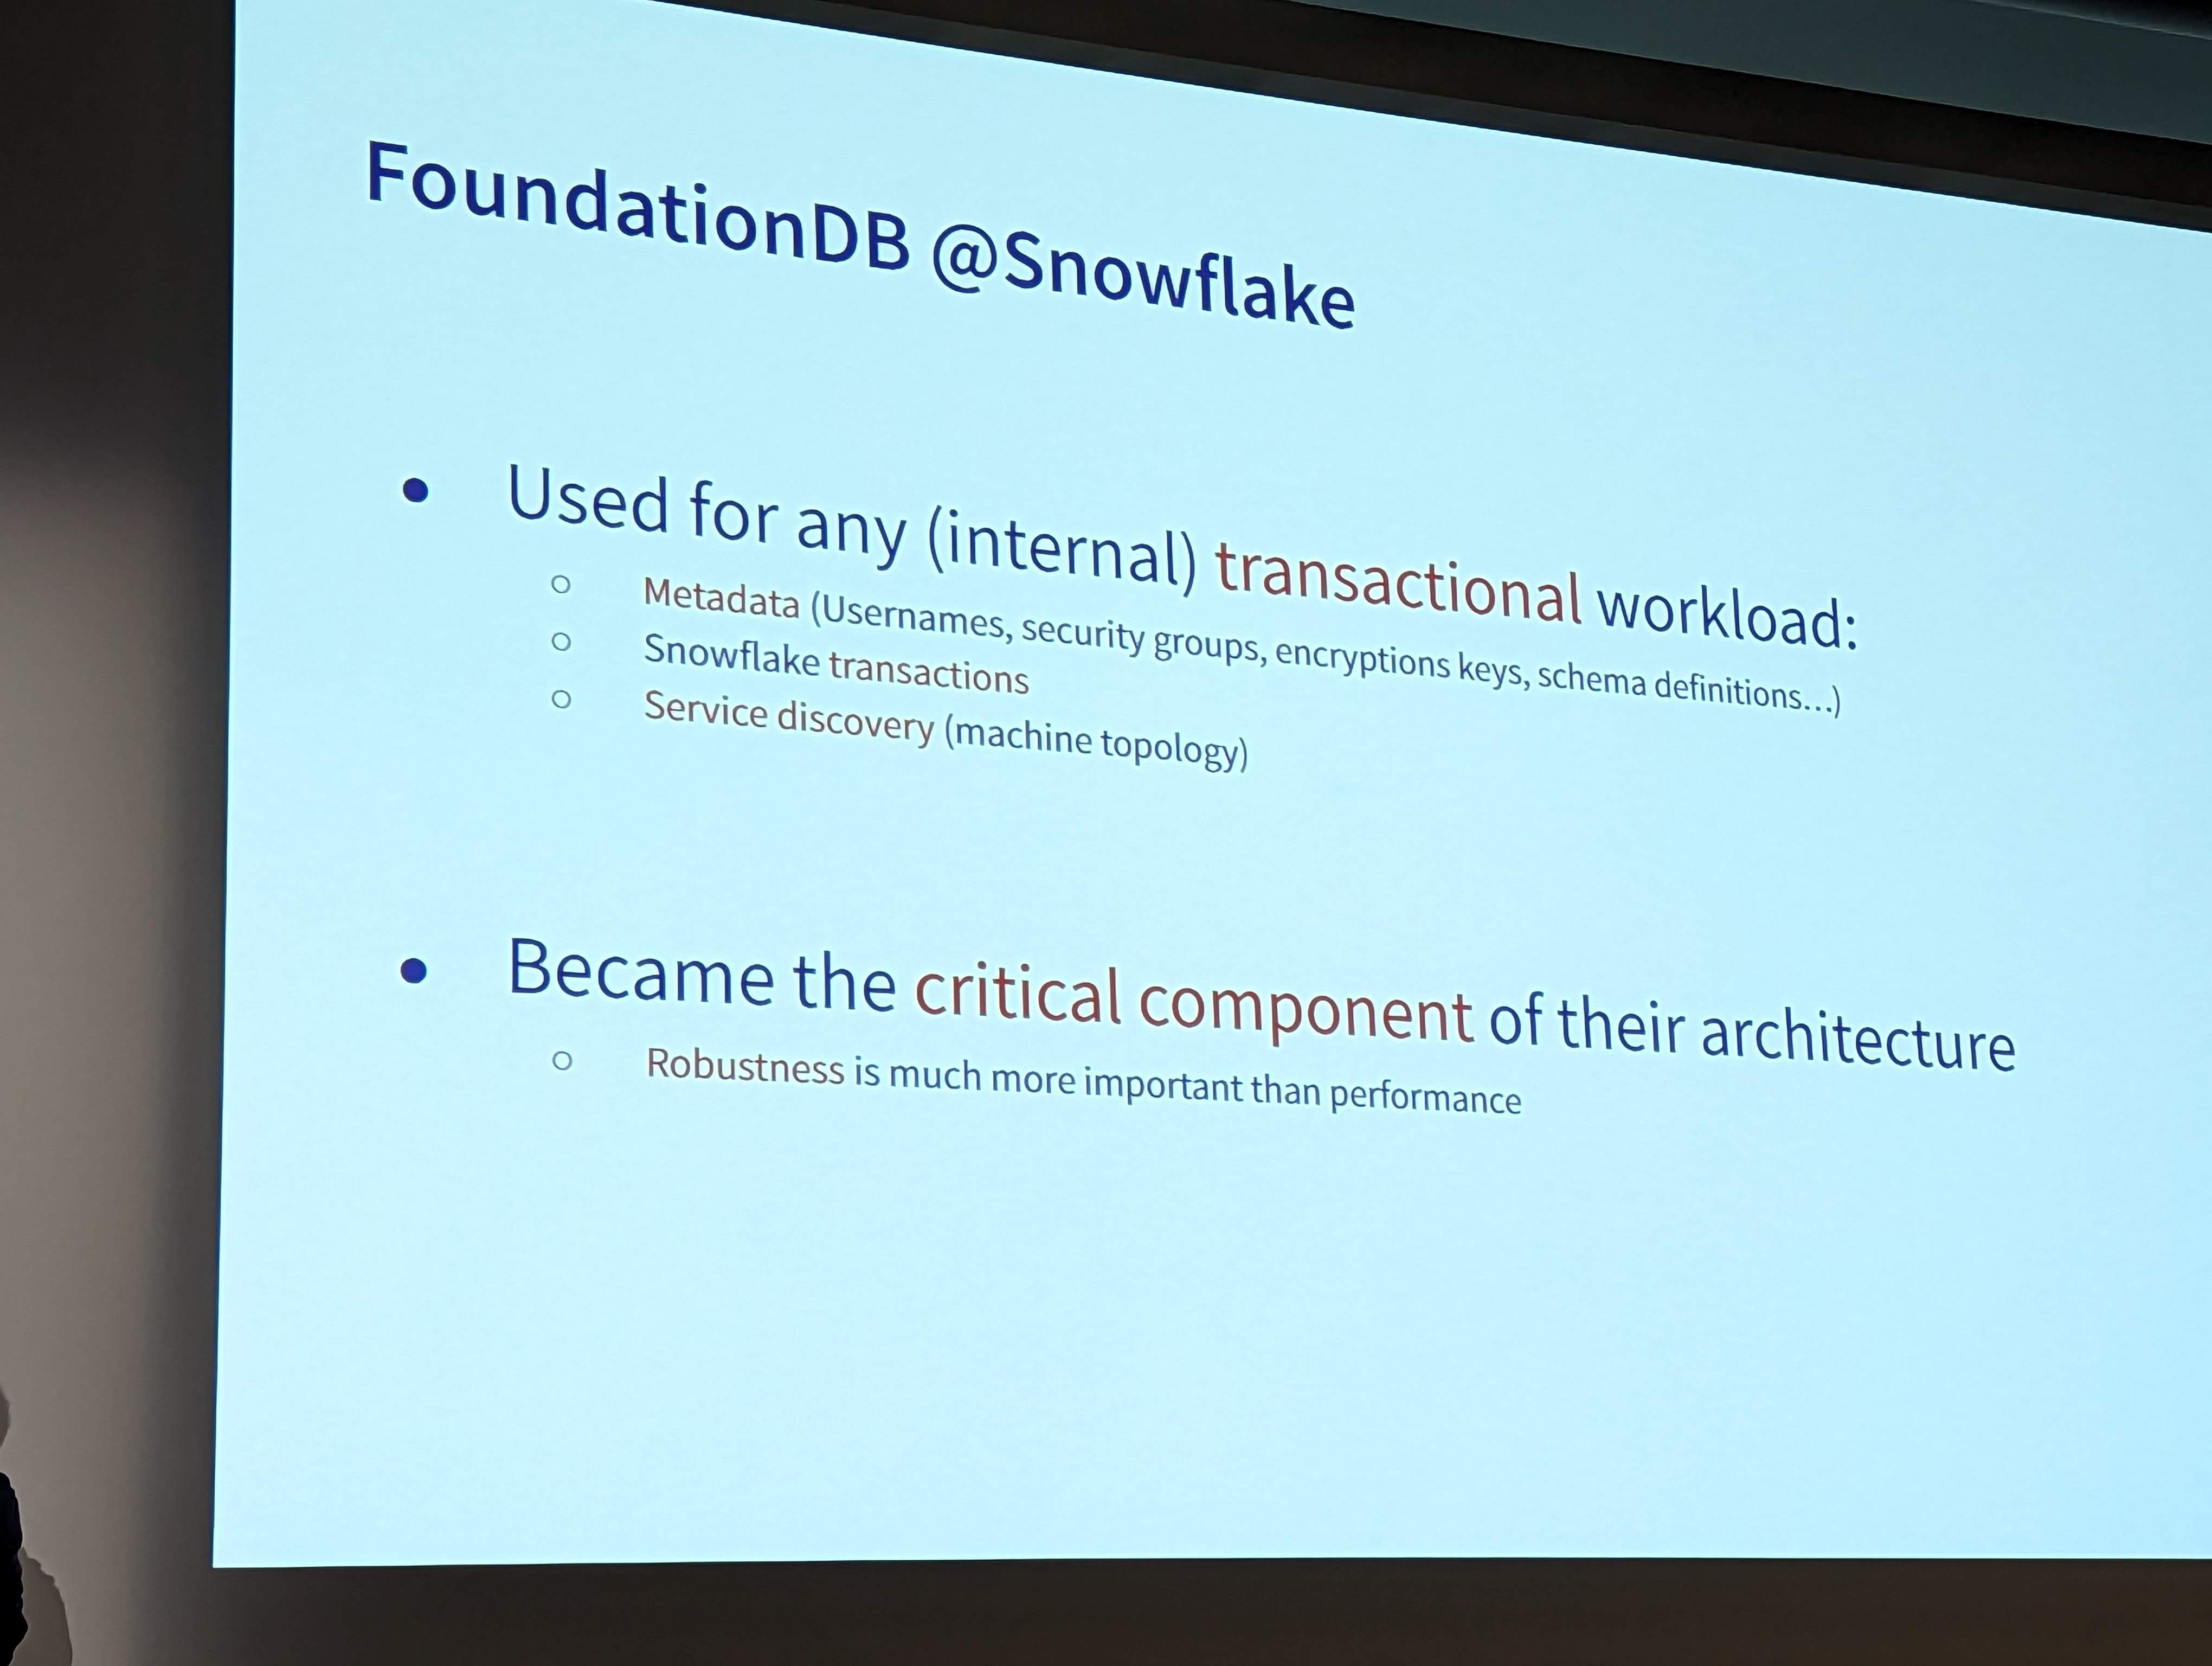 FoundationDB @Snowflake
● Used for any (internal) transactional workload:
○ Metadata (Usernames, security groups, encryptions keys, schema definitions...)
○ Snowflake transactions
○ Service discovery (machine topology)
● Became the critical component of their architecture
○ Robustness is much more important than performance